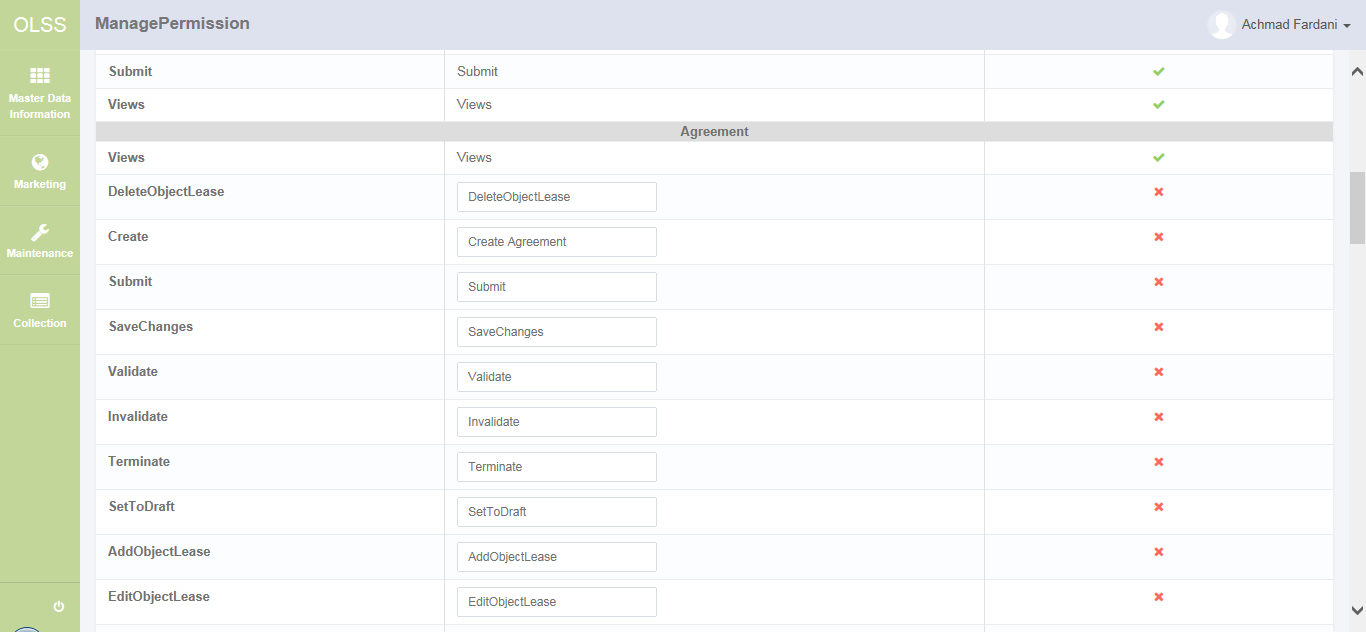 OLSS
ManagePermission
Achmad Fardani
Master Data
Information
Marketing
Maintenance
Collection
Submit Submit
Views Views
Agreement
Views Views
DeleteObjectLease DeleteObjectLease
Create Create Agreement
Submit Submit
SaveChanges SaveChanges
Validate Validate
Invalidate Invalidate
Terminate Terminate
SetToDraft SetToDraft
AddObjectLease AddObjectLease
EditObjectLease EditObjectLease